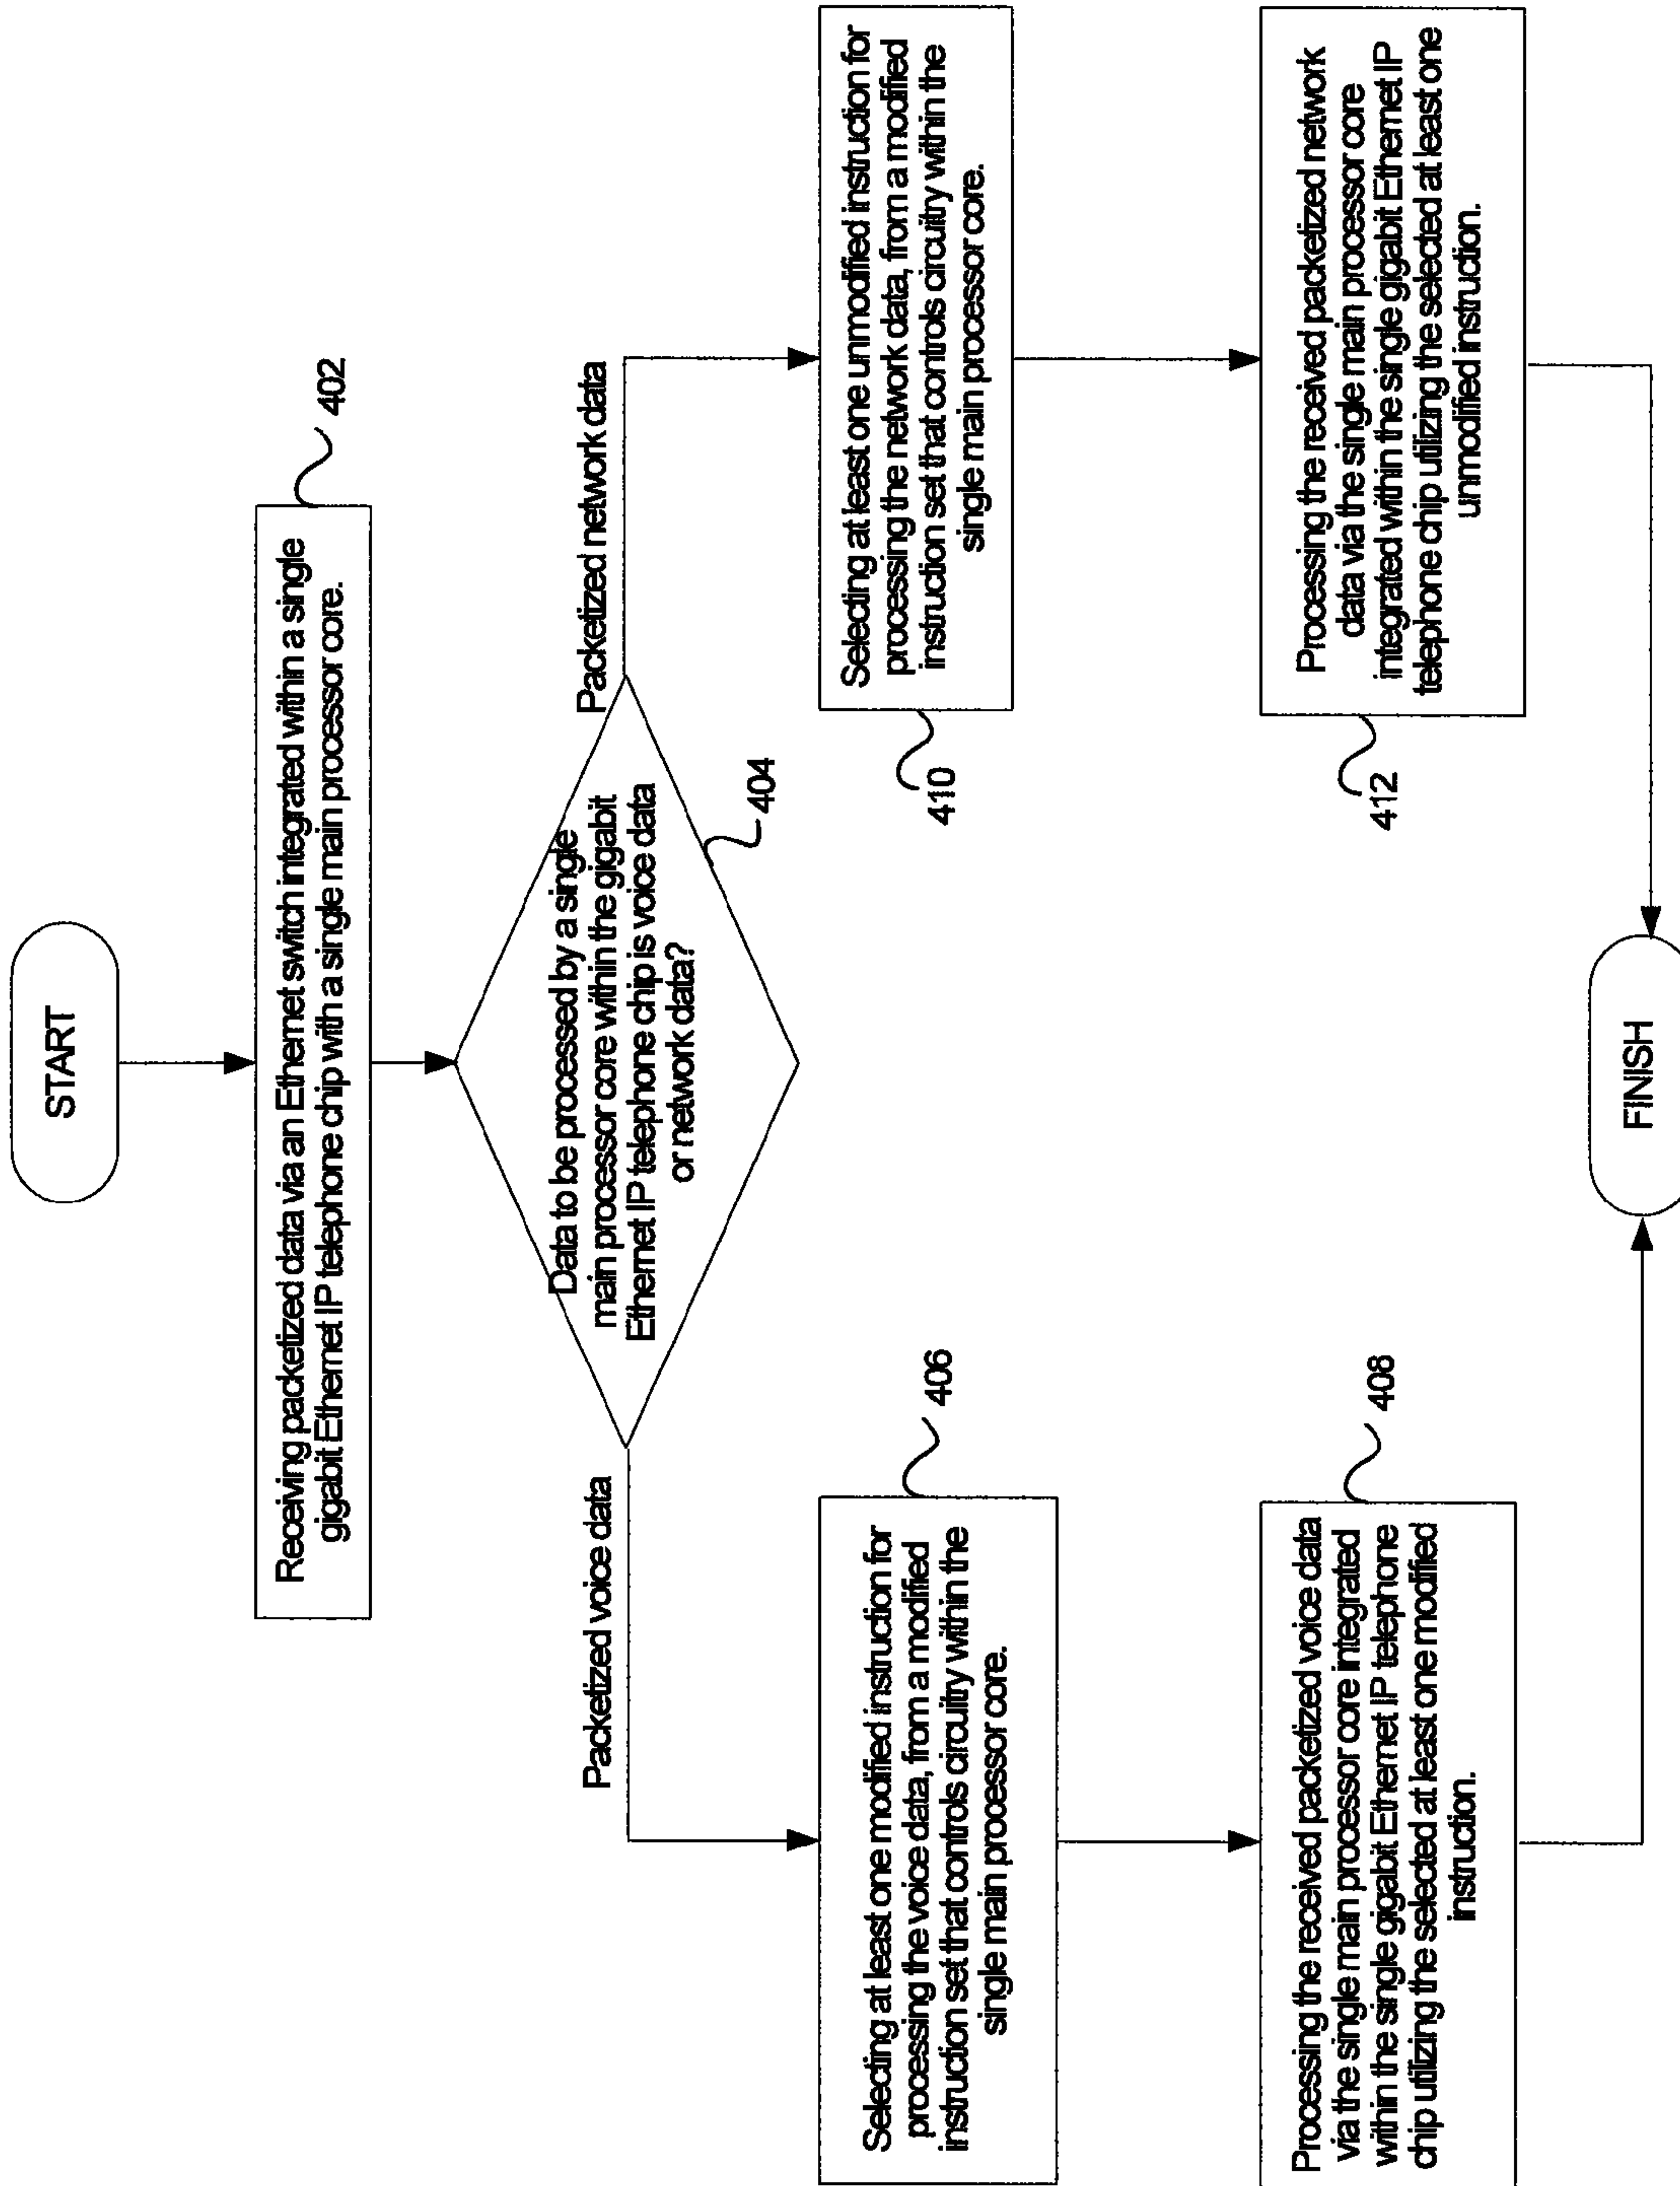 START
Receiving packetized data via an Ethernet switch integrated within a single
gigabit Ethernet IP telephone chip with a single main processor core.
402
Data to be processed by a single
main processor core within the gigabit
Ethernet IP telephone chip is voice data
or network data?
404
Packetized voice data
Packetized network data
Selecting at least one modified instruction for
processing the voice data, from a modified
instruction set that controls circuitry within the
single main processor core.
406
Selecting at least one unmodified instruction for
processing the network data, from a modified
instruction set that controls circuitry within the
single main processor core.
410
Processing the received packetized voice data
via the single main processor core integrated
within the single gigabit Ethernet IP telephone
chip utilizing the selected at least one modified
instruction.
408
Processing the received packetized network
data via the single main processor core
integrated within the single gigabit Ethernet IP
telephone chip utilizing the selected at least one
unmodified instruction.
412
FINISH